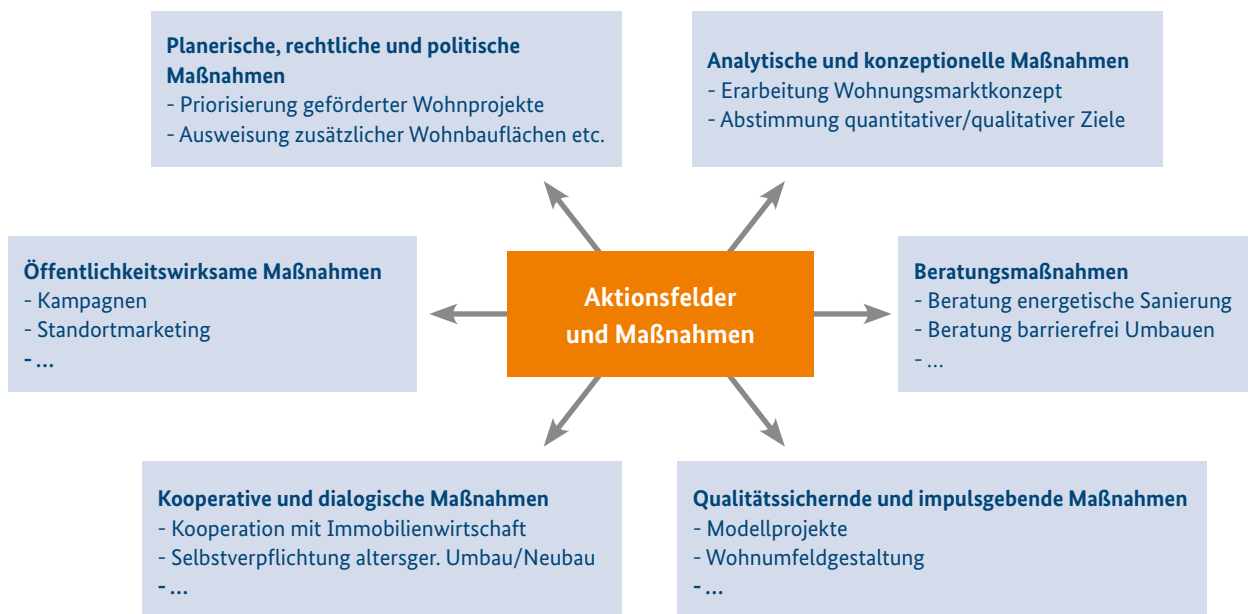 Planerische, rechtliche und politische
Maßnahmen
- Priorisierung geförderter Wohnprojekte
- Ausweisung zusätzlicher Wohnbauflächen etc.
Analytische und konzeptionelle Maßnahmen
- Erarbeitung Wohnungsmarktkonzept
- Abstimmung quantitativer/qualitativer Ziele
Öffentlichkeitswirksame Maßnahmen
- Kampagnen
- Standortmarketing
- ...
Aktionsfelder
und Maßnahmen
Beratungsmaßnahmen
- Beratung energetische Sanierung
- Beratung barrierefrei Umbauen
- ...
Kooperative und dialogische Maßnahmen
- Kooperation mit Immobilienwirtschaft
- Selbstverpflichtung altersger. Umbau/Neubau
- ...
Qualitätssichernde und impulsgebende Maßnahmen
- Modellprojekte
- Wohnumfeldgestaltung
- ...